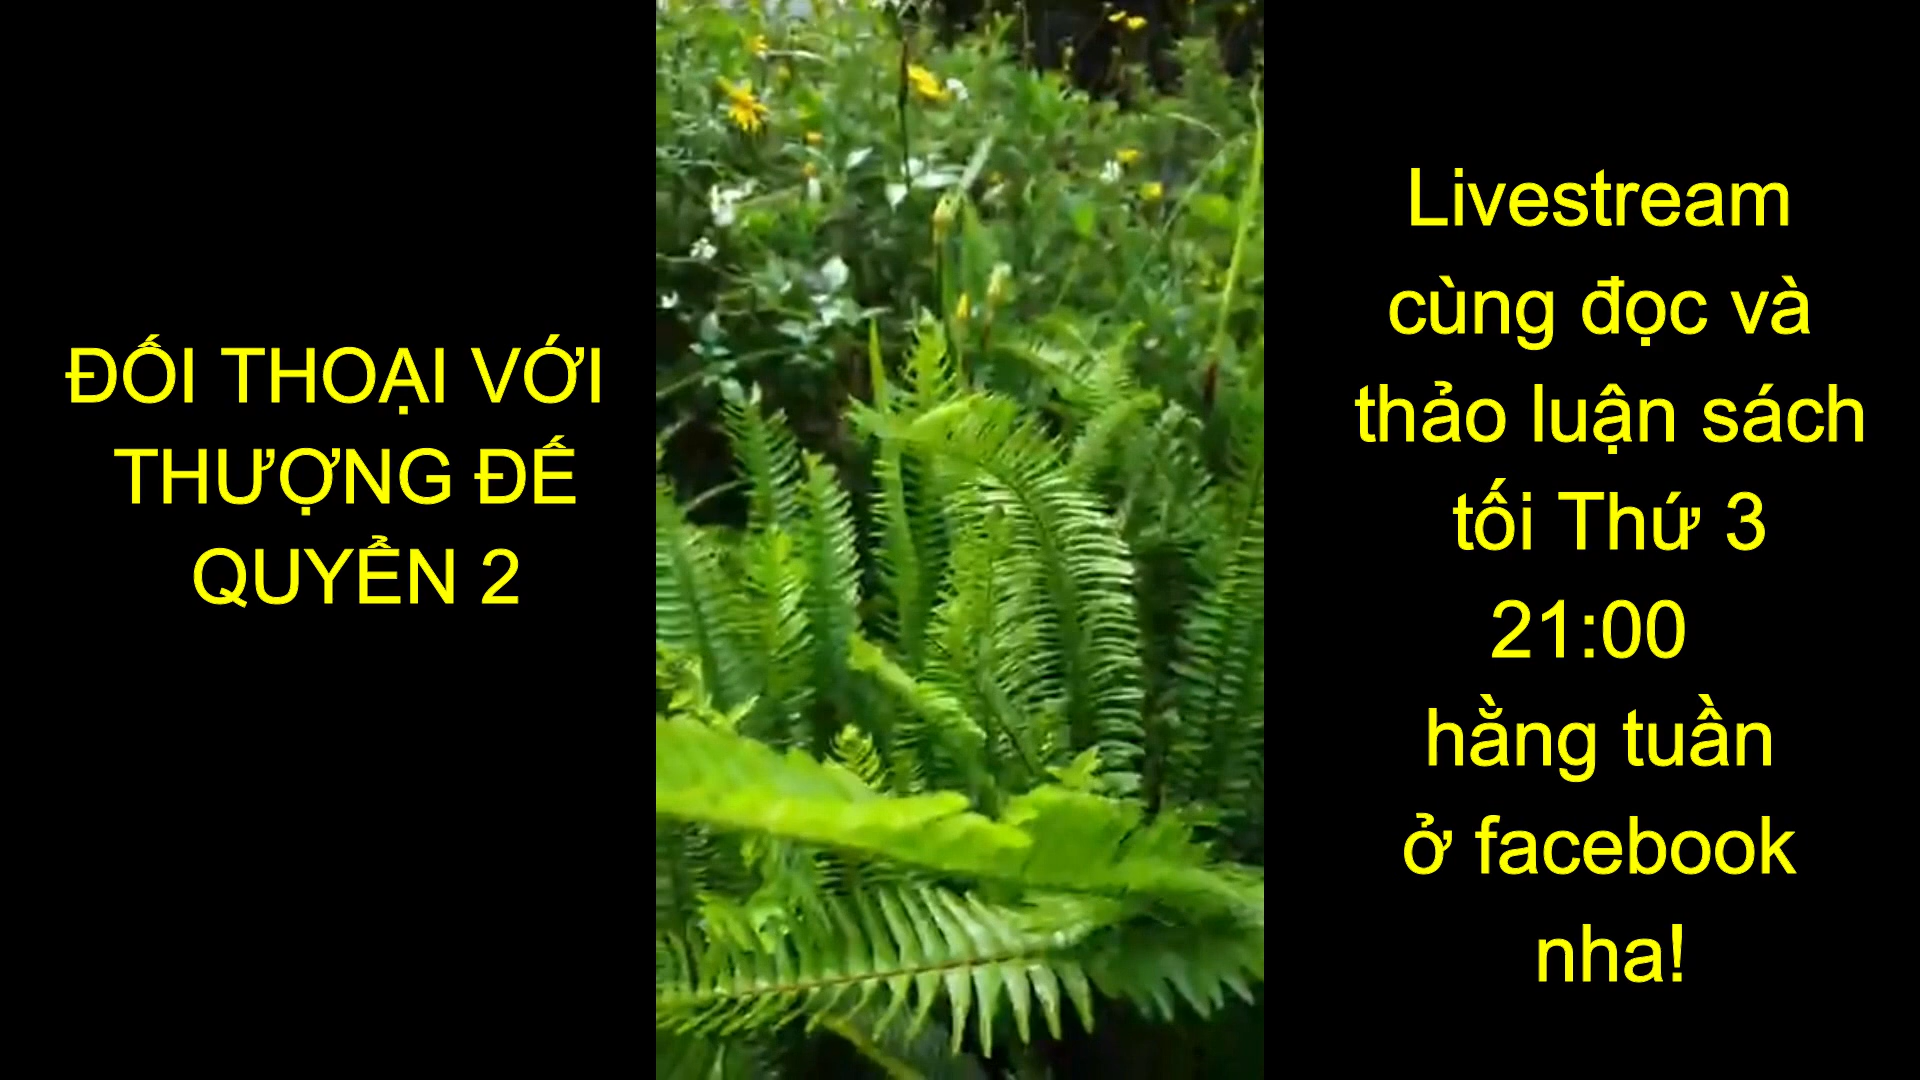 ĐỐI THOẠI VỚI
THƯỢNG ĐẾ
QUYỂN 2
Livestream
cùng đọc và
thảo luận sách
tối Thứ 3
21:00
hằng tuần
ở facebook
nha!